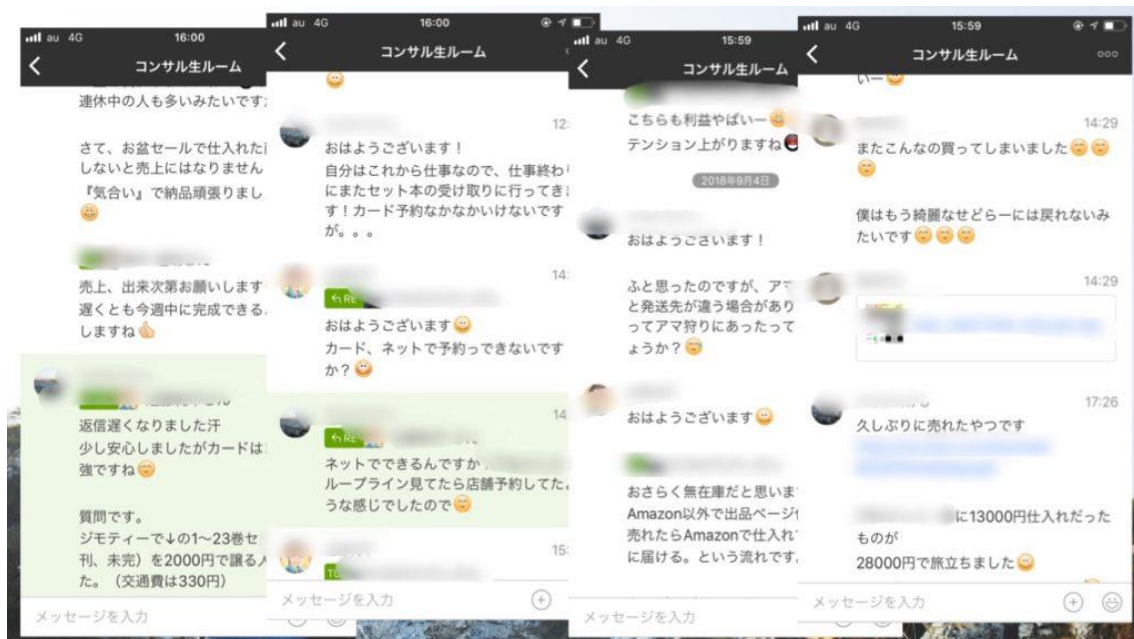 au 4G 16:00
コンサル生ルーム
連休中の人も多いみたいです
さて、お盆セールで仕入れた
しないと売上にはなりません
『気合い』で納品頑張りまし
売上、出来次第お願いします
遅くとも今週中に完成できる
しますね
返信遅くなりました汗
少し安心しましたがカードは
強ですね
質問です。
ジモティーで↓の1〜23巻セ
刊、未完）を2000円で譲る人
た。（交通費は330円）
メッセージを入力
au 4G 16:00
コンサル生ルーム
12:
おはようございます！
自分はこれから仕事なので、仕事終わり
にまたセット本の受け取りに行ってきま
す！カード予約なかなかいけないです
が。。。
14:
RE
おはようございます
カード、ネットで予約っできないです
か？
14
RE
ネットでできるんですか
ループライン見てたら店舗予約してたよ
うな感じでしたので
15:
TO
メッセージを入力
au 4G 15:59
コンサル生ルーム
こちらも利益やばいー
テンション上がりますね
2018年9月4日
おはようございます！
ふと思ったのですが、アマ
と発送先が違う場合があり
ってアマ狩りにあったって
ょうか？
おはようございます
おさらく無在庫だと思いま
Amazon以外で出品ページ
売れたらAmazonで仕入れ
に届ける。という流れです。
メッセージを入力
au 4G 15:59
コンサル生ルーム
いー
14:29
またこんなの買ってしまいました
僕はもう綺麗なせどらーには戻れないみ
たいです
14:29
17:26
久しぶりに売れたやつです
に13000円仕入れだった
ものが
28000円で旅立ちました
メッセージを入力